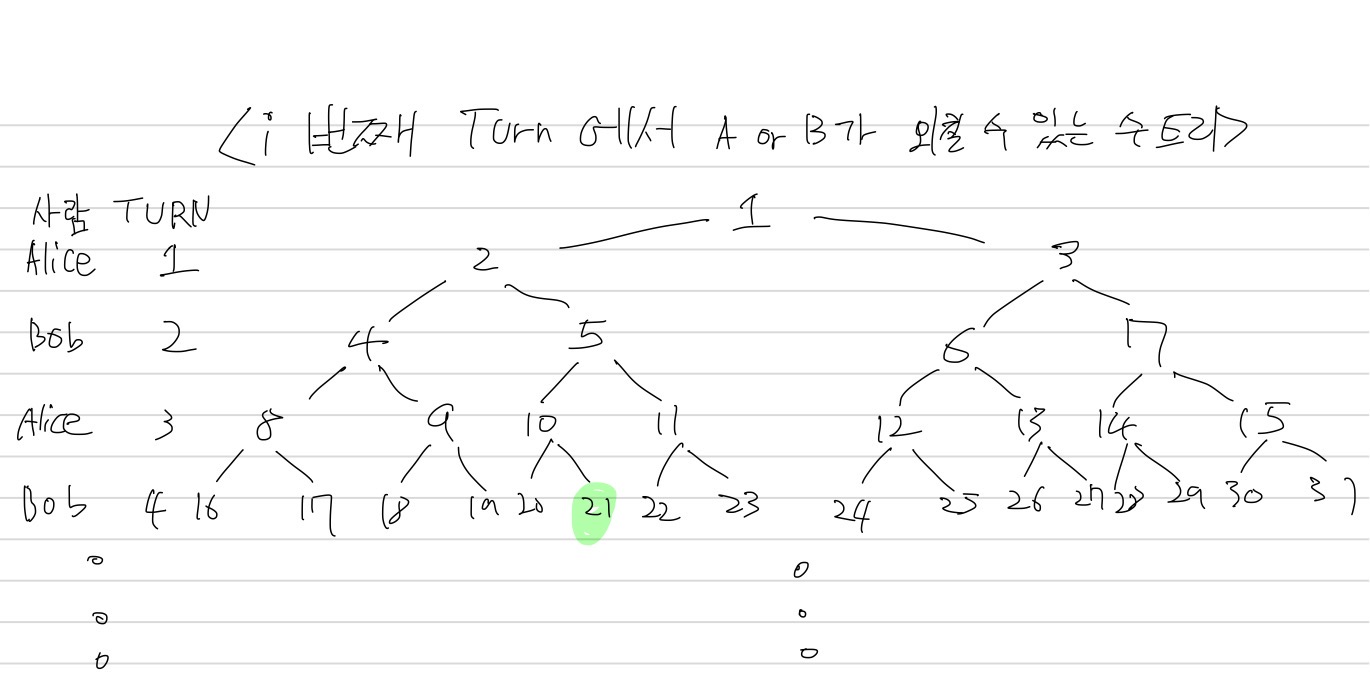 <i 번째 Turn 에서 A or B가 외칠 수 있는 수 트리>
사람 TURN 1
Alice 1 2 3
Bob 2 4 5 6 7
Alice 3 8 9 10 11 12 13 14 15
Bob 4 16 17 18 19 20 21 22 23 24 25 26 27 28 29 30 31